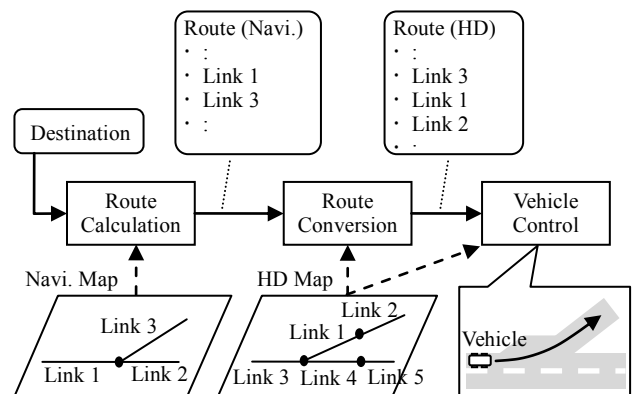 Route (Navi.)
· :
· Link 1
· Link 3
· :
Route (HD)
· :
· Link 3
· Link 1
· Link 2
· :
Destination
Route
Calculation
Route
Conversion
Vehicle
Control
Navi. Map
HD Map
Link 3
Link 1
Link 2
Link 2
Link 1
Link 3
Link 4
Link 5
Vehicle